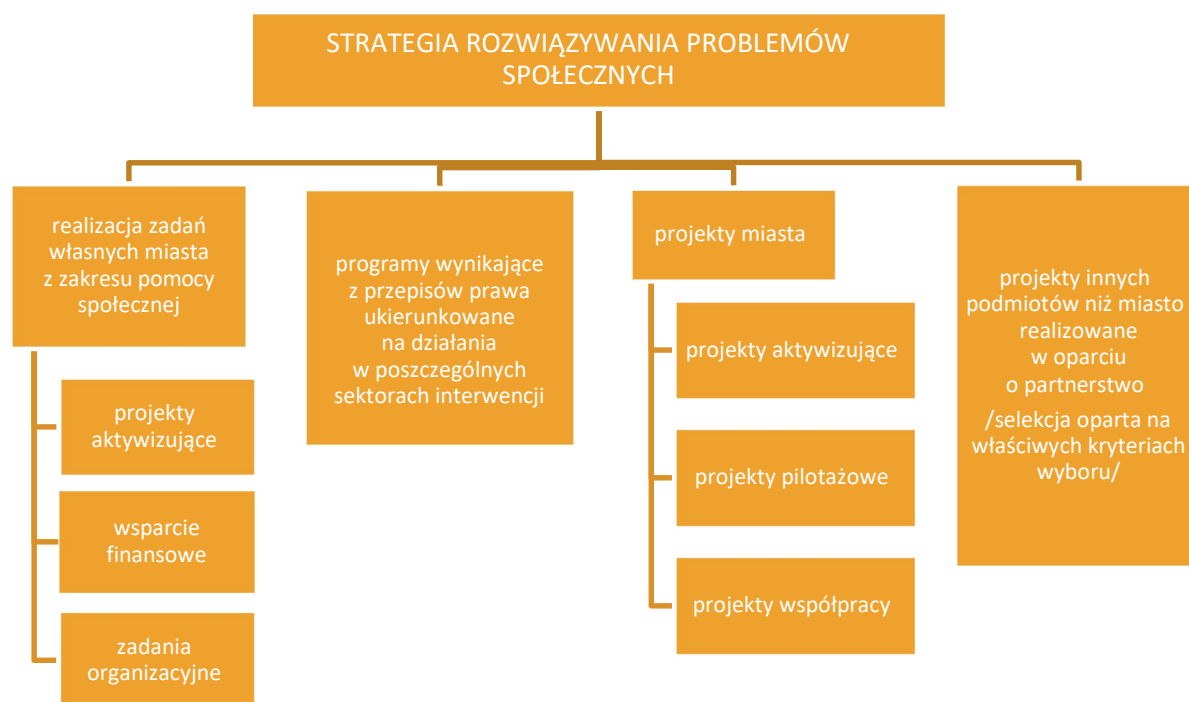 STRATEGIA ROZWIĄZYWANIA PROBLEMÓW
SPOŁECZNYCH
realizacja zadań
własnych miasta
z zakresu pomocy
społecznej
projekty
aktywizujące
wsparcie
finansowe
zadania
organizacyjne
programy wynikające
z przepisów prawa
ukierunkowane
na działania
w poszczególnych
sektorach interwencji
projekty miasta
projekty aktywizujące
projekty pilotażowe
projekty współpracy
projekty innych
podmiotów niż miasto
realizowane
w oparciu
o partnerstwo
/selekcja oparta na
właściwych kryteriach
wyboru/